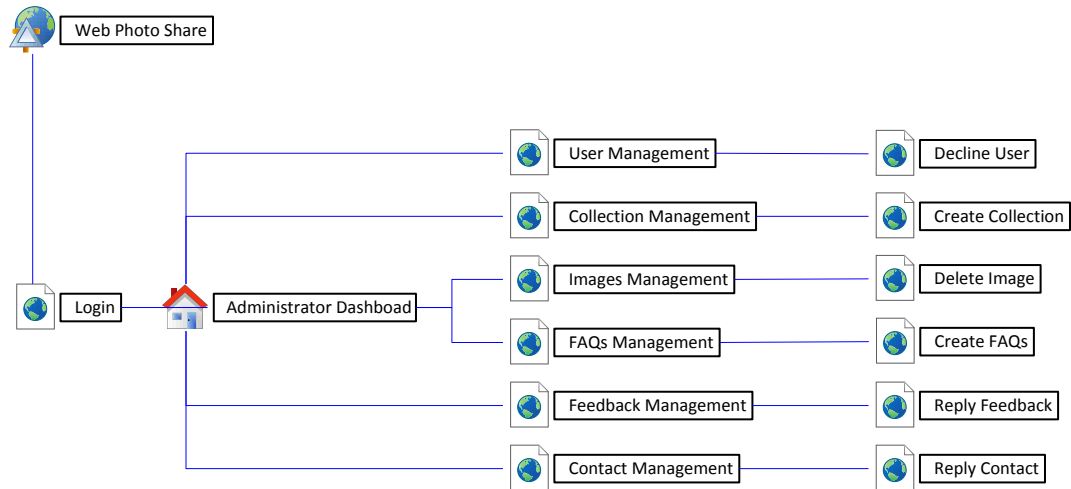 Web Photo Share
User Management
Decline User
Collection Management
Create Collection
Login
Administrator Dashboad
Images Management
Delete Image
FAQs Management
Create FAQs
Feedback Management
Reply Feedback
Contact Management
Reply Contact